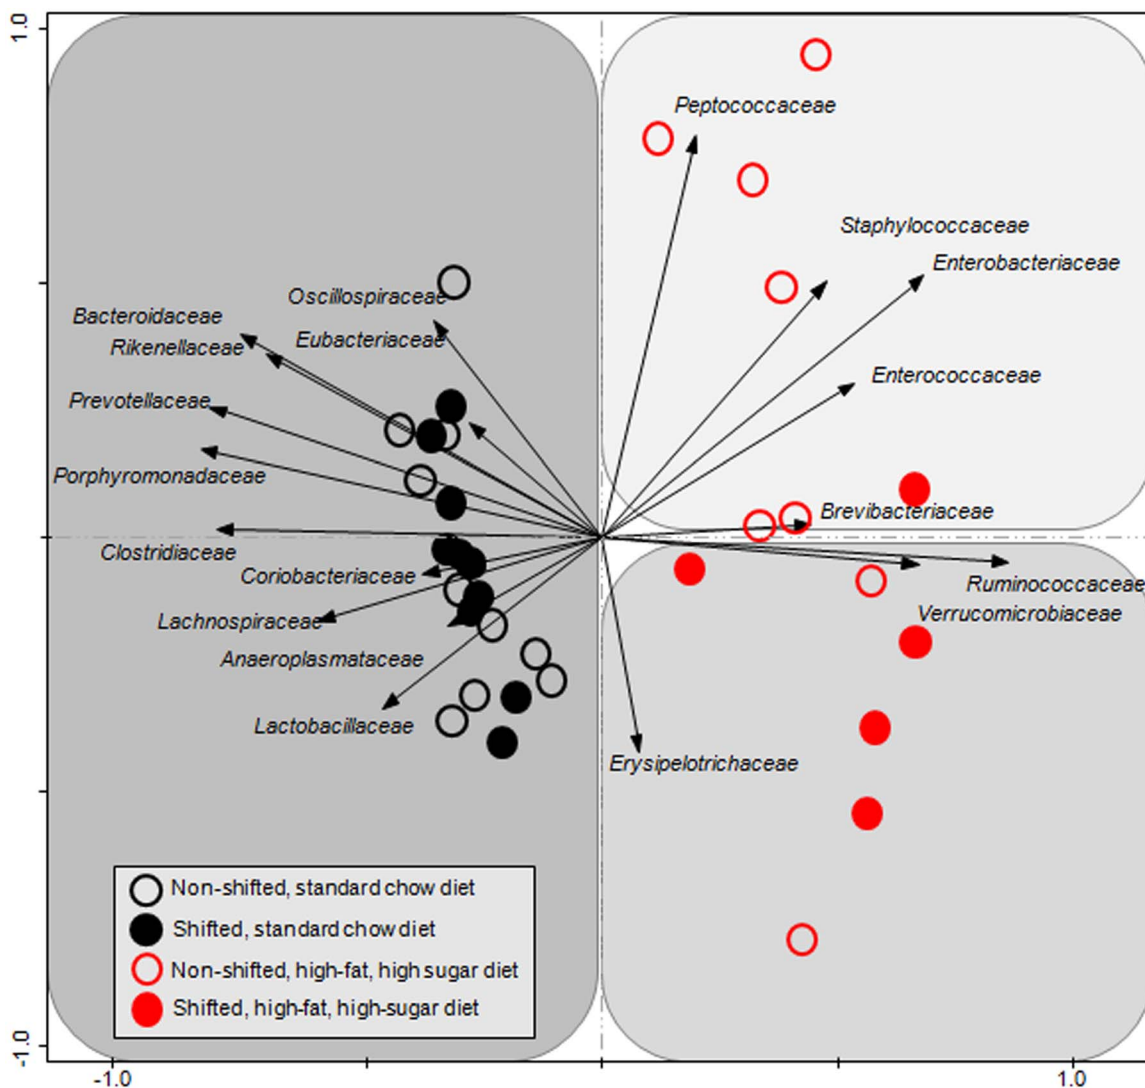 1.0
Peptococcaceae
Staphylococcaceae
Enterobacteriaceae
Oscillospiraceae
Bacteroidaceae
Eubacteriaceae
Rikenellaceae
Enterococcaceae
Prevotellaceae
Porphyromonadaceae
Brevibacteriaceae
Clostridiaceae
Coriobacteriaceae
Ruminococcaceae
Verrucomicrobiaceae
Lachnospiraceae
Anaeroplasmataceae
Lactobacillaceae
Erysipelotrichaceae
Non-shifted, standard chow diet
Shifted, standard chow diet
Non-shifted, high-fat, high sugar diet
Shifted, high-fat, high-sugar diet
-1.0
-1.0
1.0